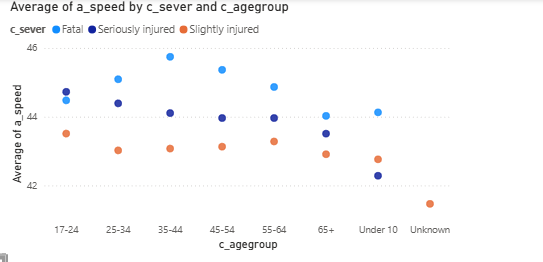 Average of a_speed by c_sever and c_agegroup
c_sever Fatal Seriously injured Slightly injured
46
44
42
Average of a_speed
17-24 25-34 35-44 45-54 55-64 65+ Under 10 Unknown
c_agegroup